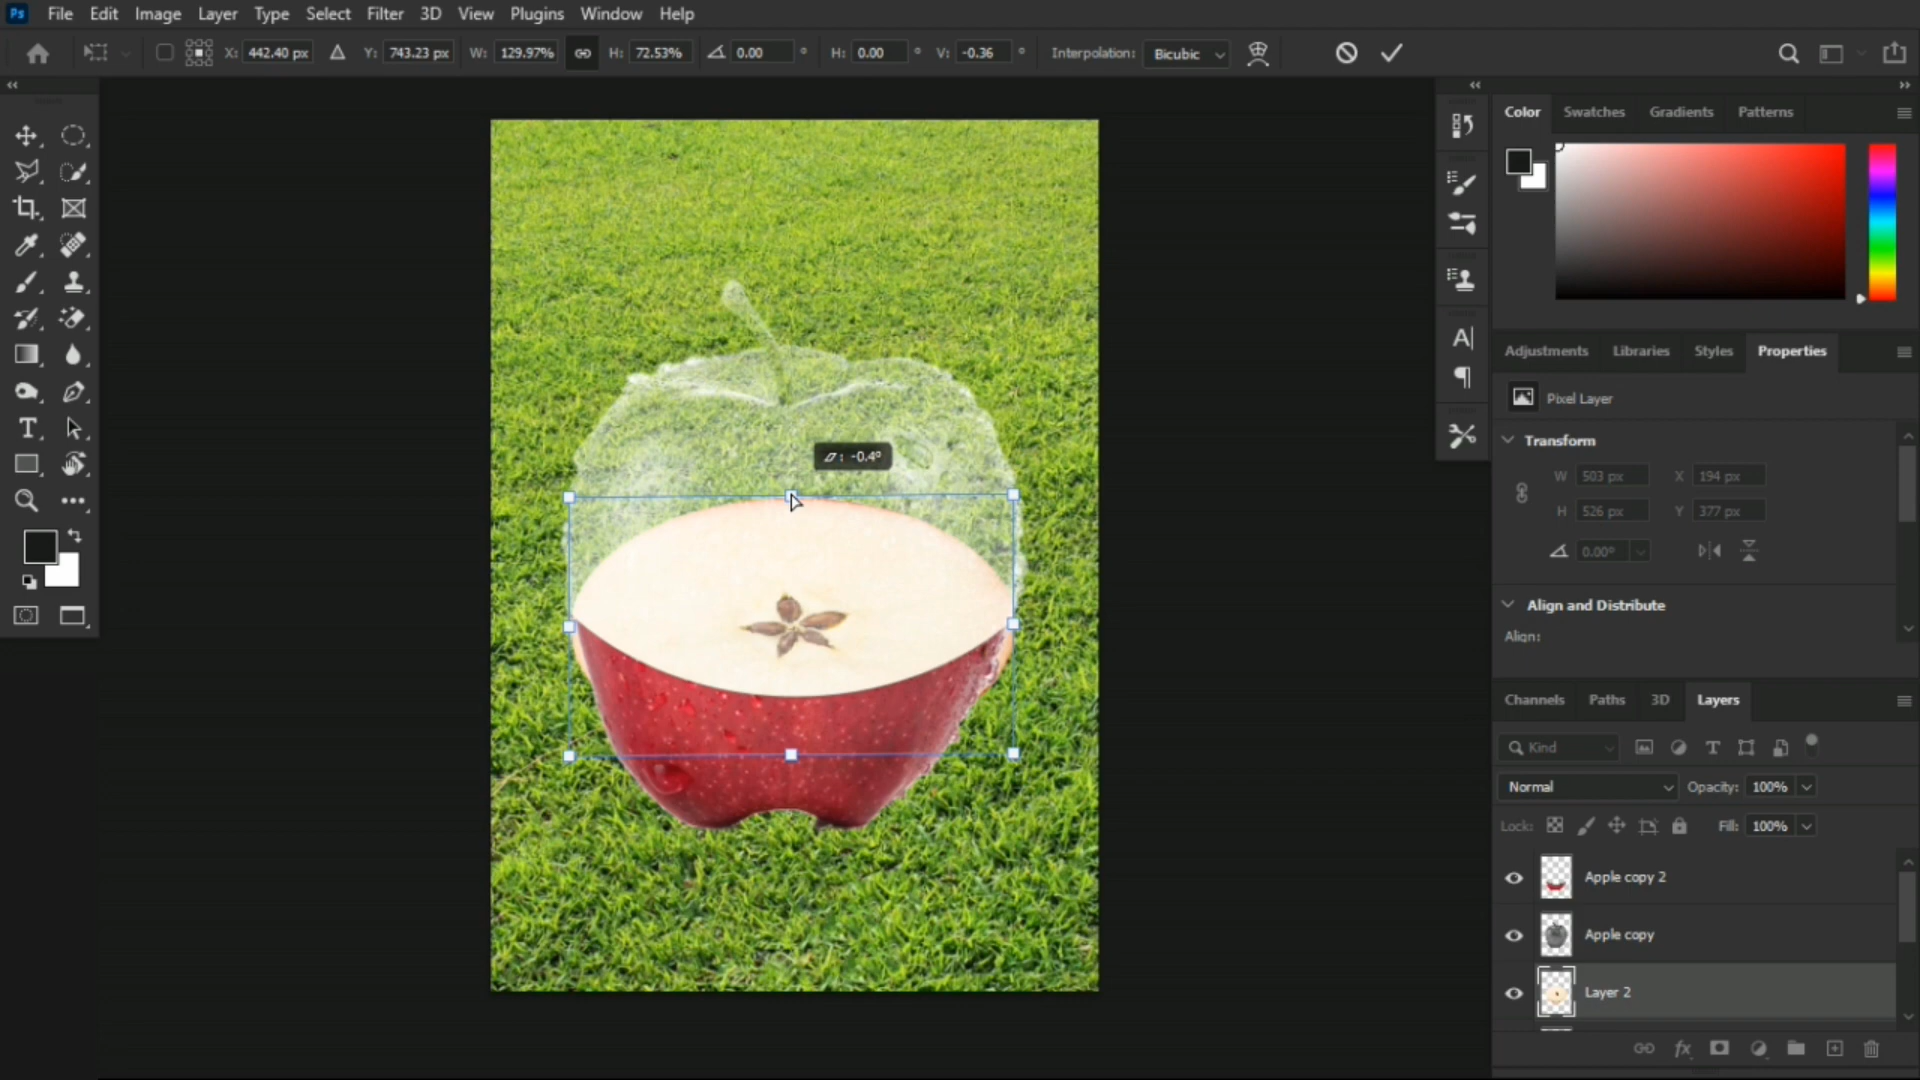 Ps File Edit Image Layer Type Select Filter 3D View Plugins Window Help
X: 442.40 px Y: 743.23 px W: 129.97% H: 72.53% 0.00 ° H: 0.00 ° V: -0.36 ° Interpolation: Bicubic
Color Swatches Gradients Patterns
Adjustments Libraries Styles Properties
Pixel Layer
Transform
W 503 px X 194 px
H 526 px Y 377 px
0.00°
Align and Distribute
Align:
: -0.4°
Channels Paths 3D Layers
Kind
Normal Opacity: 100%
Lock: Fill: 100%
Apple copy 2
Apple copy
Layer 2
fx